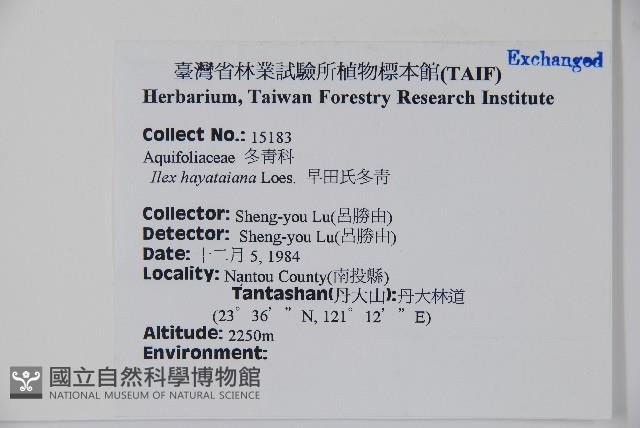 Exchanged
臺灣省林業試驗所植物標本館(TAIF)
Herbarium, Taiwan Forestry Research Institute
Collect No.: 15183
Aquifoliaceae 冬青科
Ilex hayataiana Loes. 早田氏冬青
Collector: Sheng-you Lu(呂勝由)
Detector: Sheng-you Lu(呂勝由)
Date: 十二月 5, 1984
Locality: Nantou County(南投縣)
Tantashan(丹大山):丹大林道
(23° 36’ ” N, 121° 12’ ” E)
Altitude: 2250m
Environment:
國立自然科學博物館
NATIONAL MUSEUM OF NATURAL SCIENCE